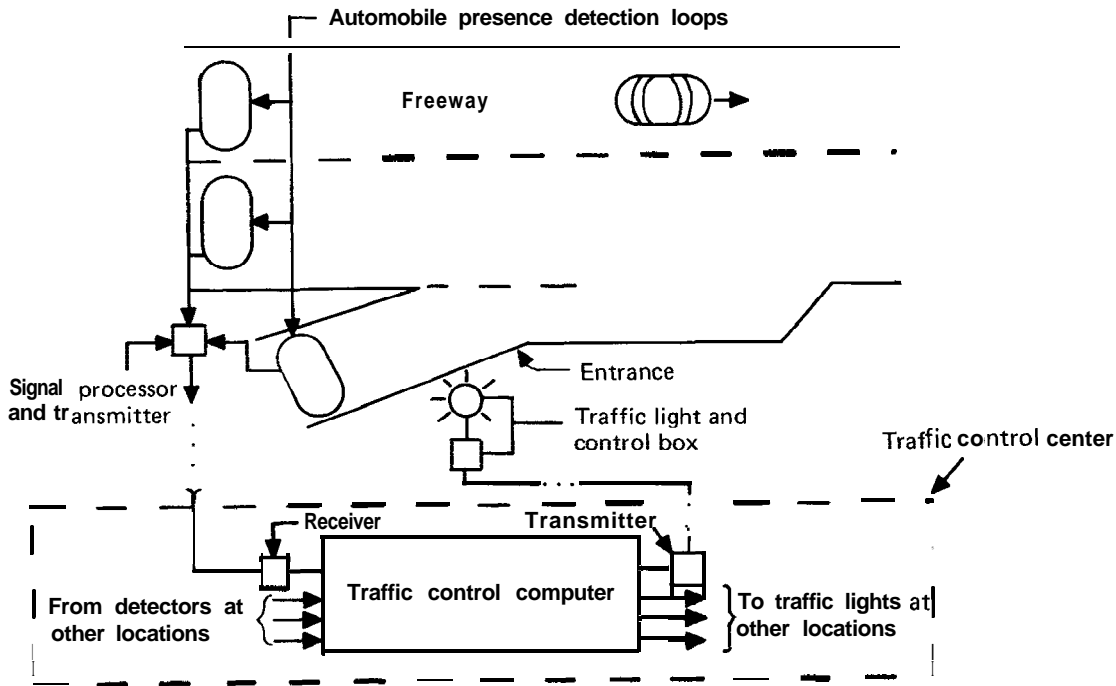 Automobile presence detection loops
Freeway
Entrance
Signal processor
and transmitter
Traffic light and
control box
Traffic control center
Receiver
Transmitter
Traffic control computer
From detectors at
other locations
To traffic lights at
other locations